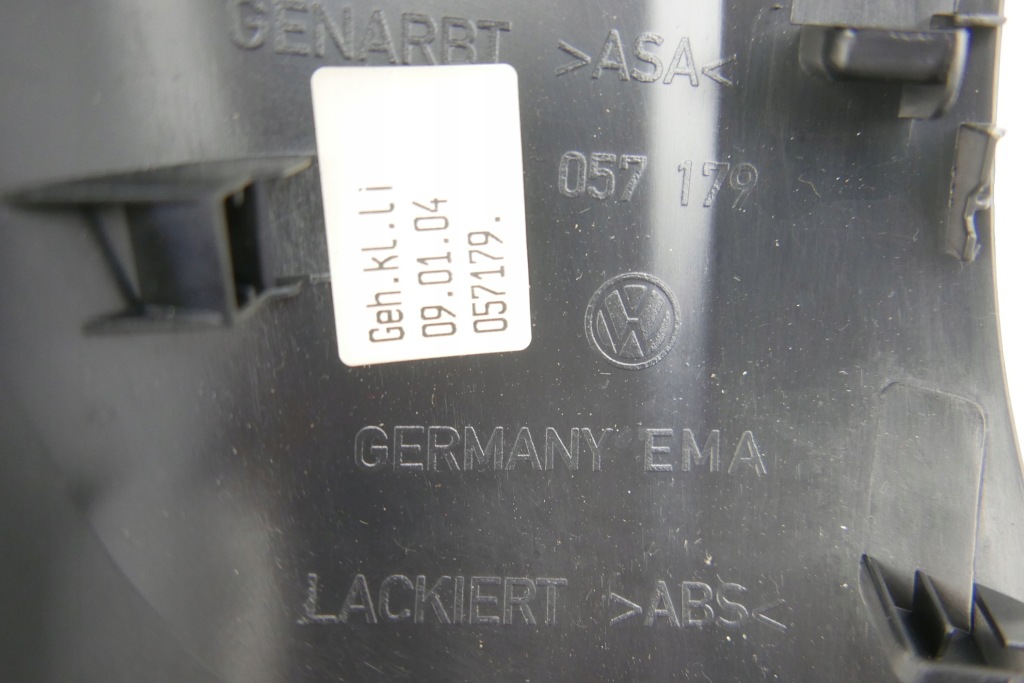 GENARBT >ASA<
057 179
Geh.kl.li
09.01.04
057179.
GERMANY EMA
LACKIERT >ABS<